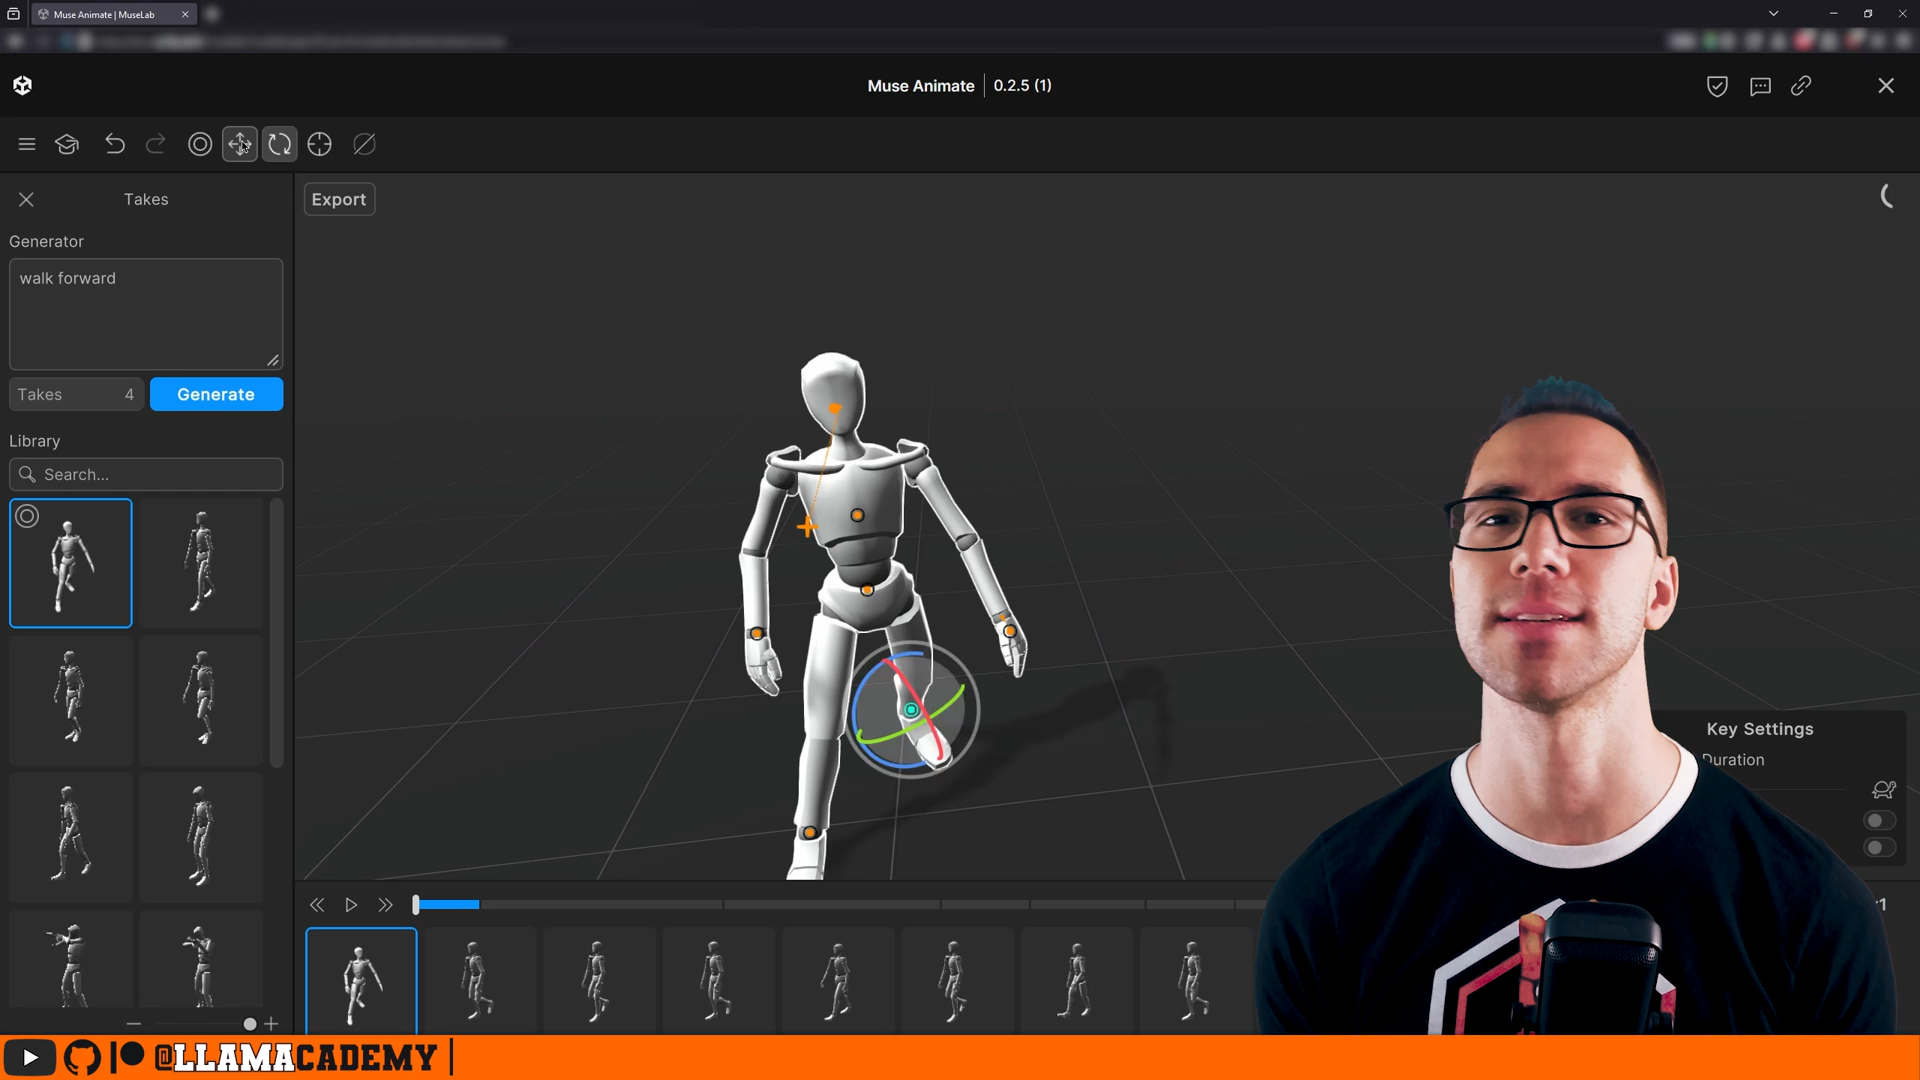 Muse Animate | MuseLab
Muse Animate
0.2.5 (1)
Takes
Export
Generator
walk forward
Takes 4
Generate
Library
Search...
Key Settings
Duration
@LLAMACADEMY